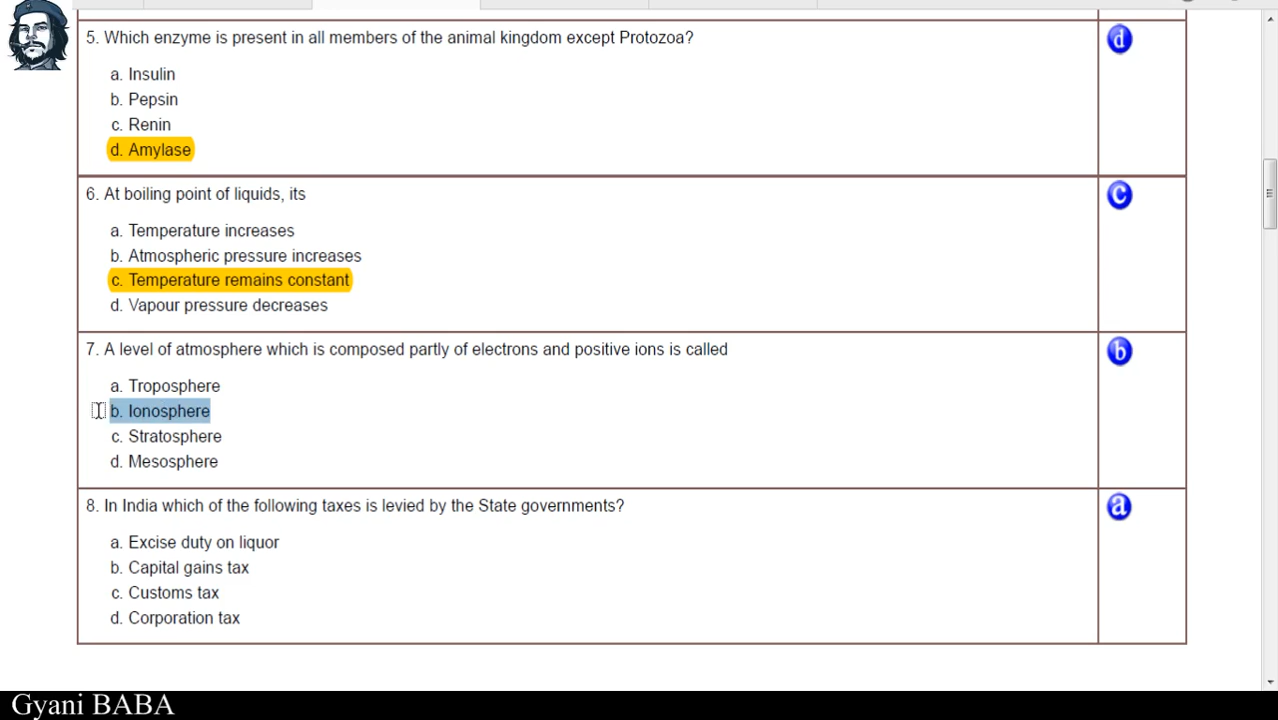 5. Which enzyme is present in all members of the animal kingdom except Protozoa?
d
a. Insulin
b. Pepsin
c. Renin
d. Amylase
6. At boiling point of liquids, its
c
a. Temperature increases
b. Atmospheric pressure increases
c. Temperature remains constant
d. Vapour pressure decreases
7. A level of atmosphere which is composed partly of electrons and positive ions is called
b
a. Troposphere
b. Ionosphere
c. Stratosphere
d. Mesosphere
8. In India which of the following taxes is levied by the State governments?
a
a. Excise duty on liquor
b. Capital gains tax
c. Customs tax
d. Corporation tax
Gyani BABA